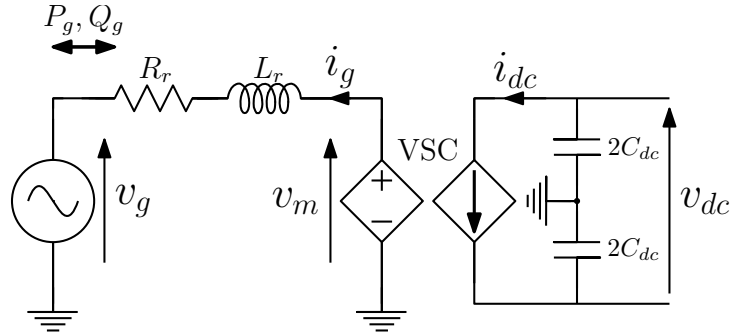 P_g, Q_g
R_r
L_r
i_g
i_dc
v_g
v_m
VSC
+
−
2C_dc
v_dc
2C_dc